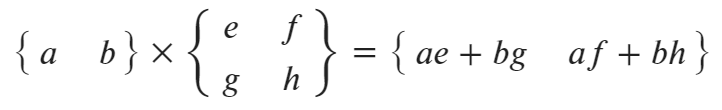 {a b} × {e f
g h} = {ae + bg af + bh}